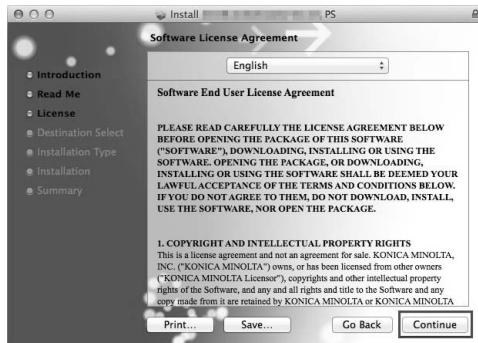 Install PS
Software License Agreement
English
Introduction
Read Me
License
Destination Select
Installation Type
Installation
Summary
Software End User License Agreement
PLEASE READ CAREFULLY THE LICENSE AGREEMENT BELOW
BEFORE OPENING THE PACKAGE OF THIS SOFTWARE
("SOFTWARE"), DOWNLOADING, INSTALLING OR USING THE
SOFTWARE. OPENING THE PACKAGE, OR DOWNLOADING,
INSTALLING OR USING THE SOFTWARE SHALL BE DEEMED YOUR
LAWFUL ACCEPTANCE OF THE TERMS AND CONDITIONS BELOW.
IF YOU DO NOT AGREE TO THEM, DO NOT DOWNLOAD, INSTALL,
USE THE SOFTWARE, NOR OPEN THE PACKAGE.
1. COPYRIGHT AND INTELLECTUAL PROPERTY RIGHTS
This is a license agreement and not an agreement for sale. KONICA MINOLTA,
INC. ("KONICA MINOLTA") owns, or has been licensed from other owners
("KONICA MINOLTA Licensor"), copyrights and other intellectual property
rights of the Software, and any and all rights and title to the Software and any
copy made from it are retained by KONICA MINOLTA or KONICA MINOLTA
Print...
Save...
Go Back
Continue